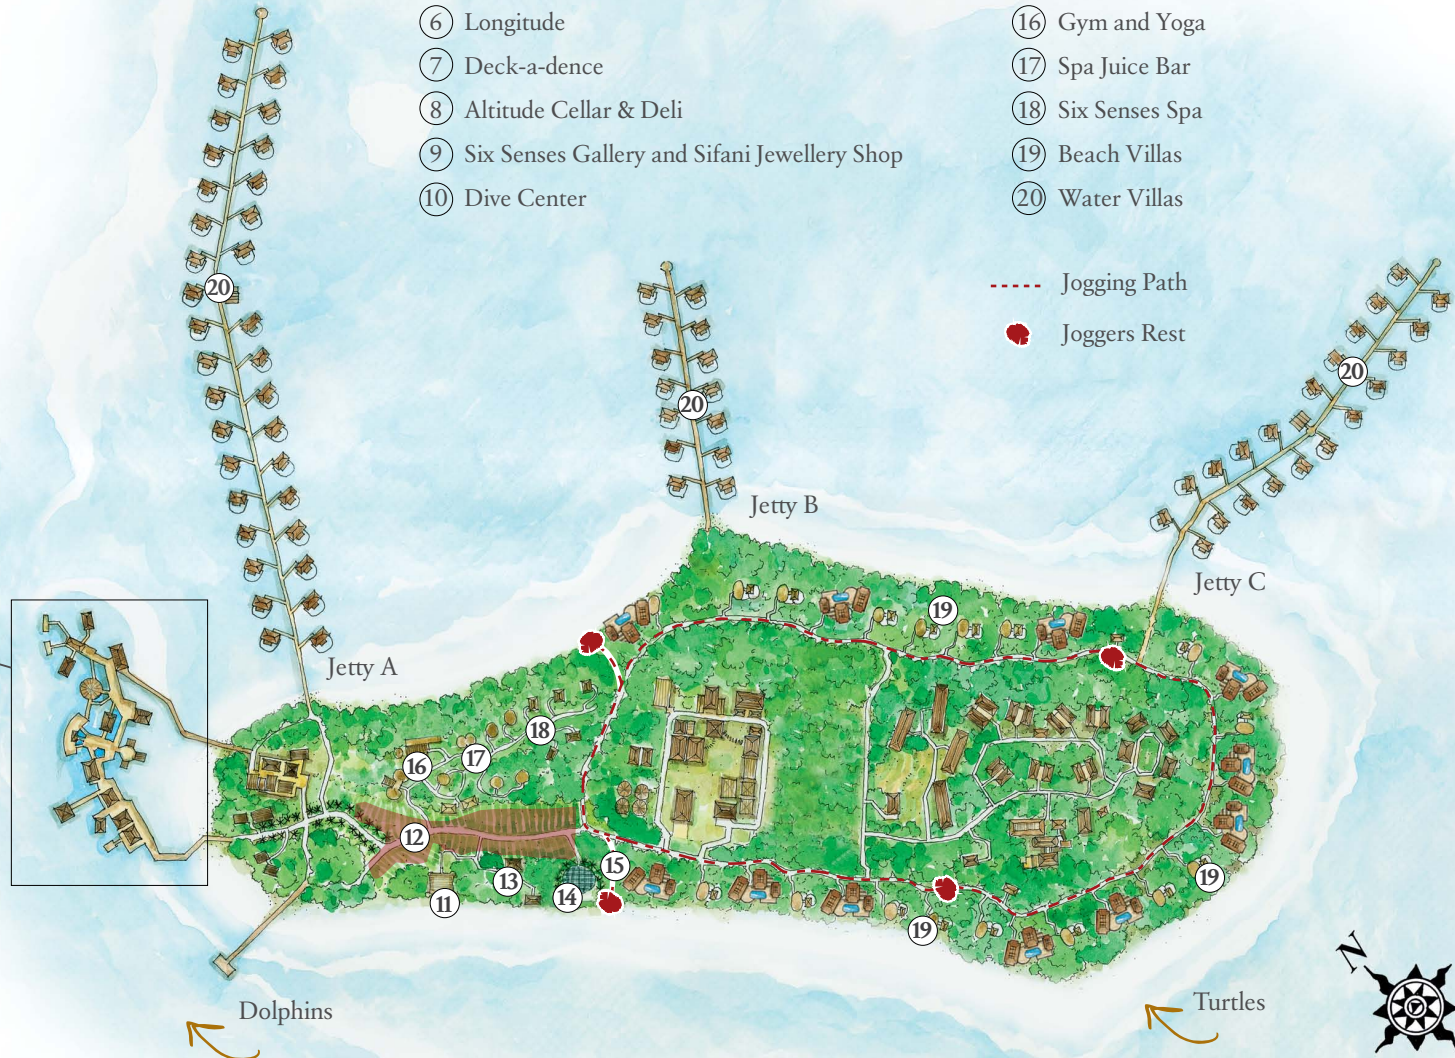 6 Longitude
7 Deck-a-dence
8 Altitude Cellar & Deli
9 Six Senses Gallery and Sifani Jewellery Shop
10 Dive Center
16 Gym and Yoga
17 Spa Juice Bar
18 Six Senses Spa
19 Beach Villas
20 Water Villas
Jogging Path
Joggers Rest
20
20
20
Jetty B
Jetty C
19
Jetty A
18
17
16
12
15
13
14
11
19
19
N
Dolphins
Turtles